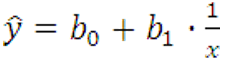 ŷ = b₀ + b₁ · 1/x